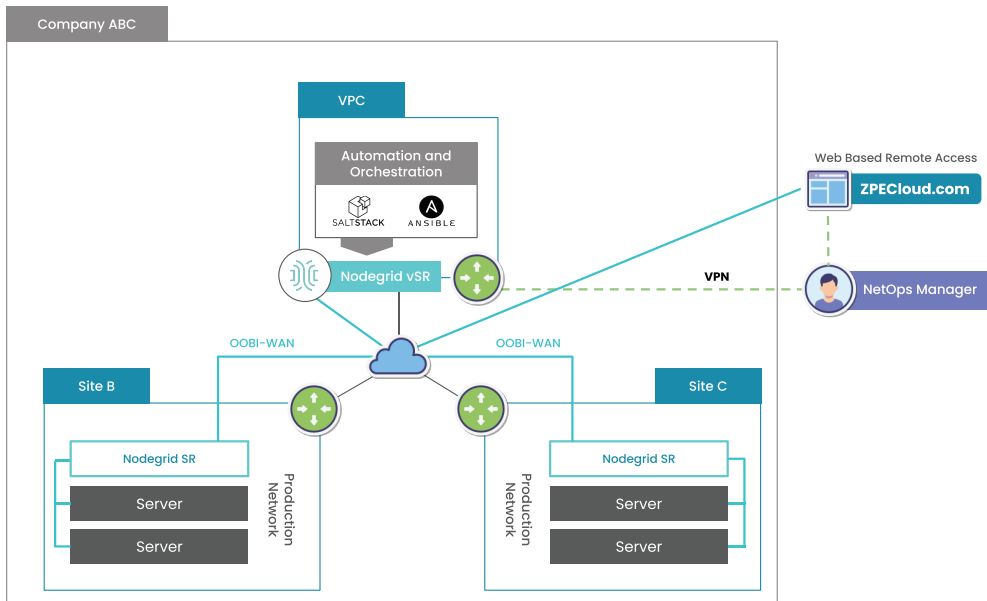 Company ABC
VPC
Automation and
Orchestration
SALTSTACK
A
ANSIBLE
Nodegrid vSR
Web Based Remote Access
ZPECloud.com
VPN
NetOps Manager
OOBI-WAN
OOBI-WAN
Site B
Nodegrid SR
Server
Server
Production
Network
Site C
Production
Network
Nodegrid SR
Server
Server